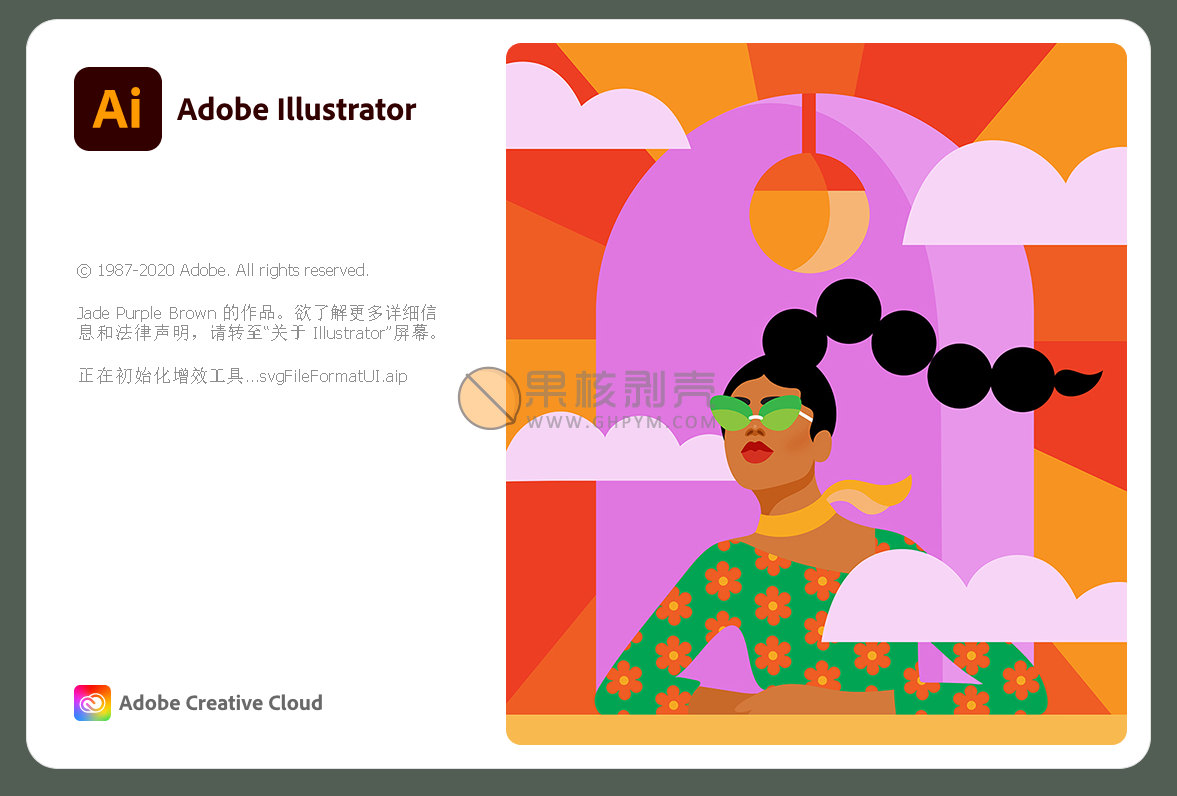 Ai
Adobe Illustrator
© 1987-2020 Adobe. All rights reserved.
Jade Purple Brown 的作品。欲了解更多详细信
息和法律声明，请转至“关于 Illustrator”屏幕。
正在初始化增效工具...svgFileFormatUI.aip
果核剥壳
WWW.GHPYM.COM
Adobe Creative Cloud